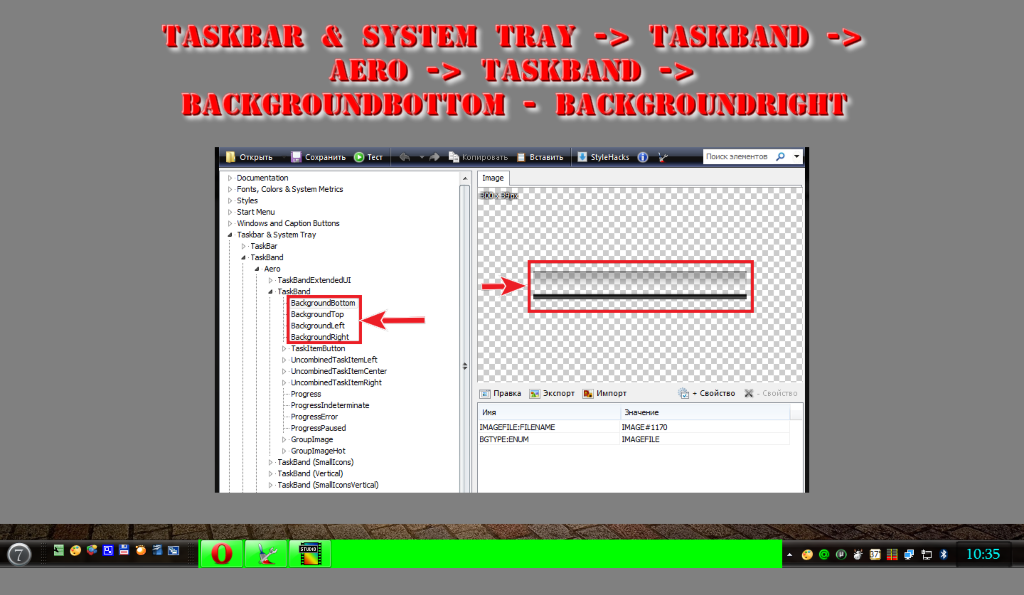 TASKBAR & SYSTEM TRAY -> TASKBAND ->
AERO -> TASKBAND ->
BACKGROUNDBOTTOM - BACKGROUNDRIGHT
Открыть Сохранить Тест Копировать Вставить StyleHacks Поиск элементов
Documentation
Fonts, Colors & System Metrics
Styles
Start Menu
Windows and Caption Buttons
Taskbar & System Tray
TaskBar
TaskBand
Aero
TaskBandExtendedUI
TaskBand
BackgroundBottom
BackgroundTop
BackgroundLeft
BackgroundRight
TaskItemButton
UncombinedTaskItemLeft
UncombinedTaskItemCenter
UncombinedTaskItemRight
Progress
ProgressIndeterminate
ProgressError
ProgressPaused
GroupImage
GroupImageHot
TaskBand (SmallIcons)
TaskBand (Vertical)
TaskBand (SmallIconsVertical)
Image
Правка Экспорт Импорт + Свойство - Свойство
Имя Значение
IMAGEFILE:FILENAME IMAGE#1170
BGTYPE:ENUM IMAGEFILE
7
STUDIO
10:35